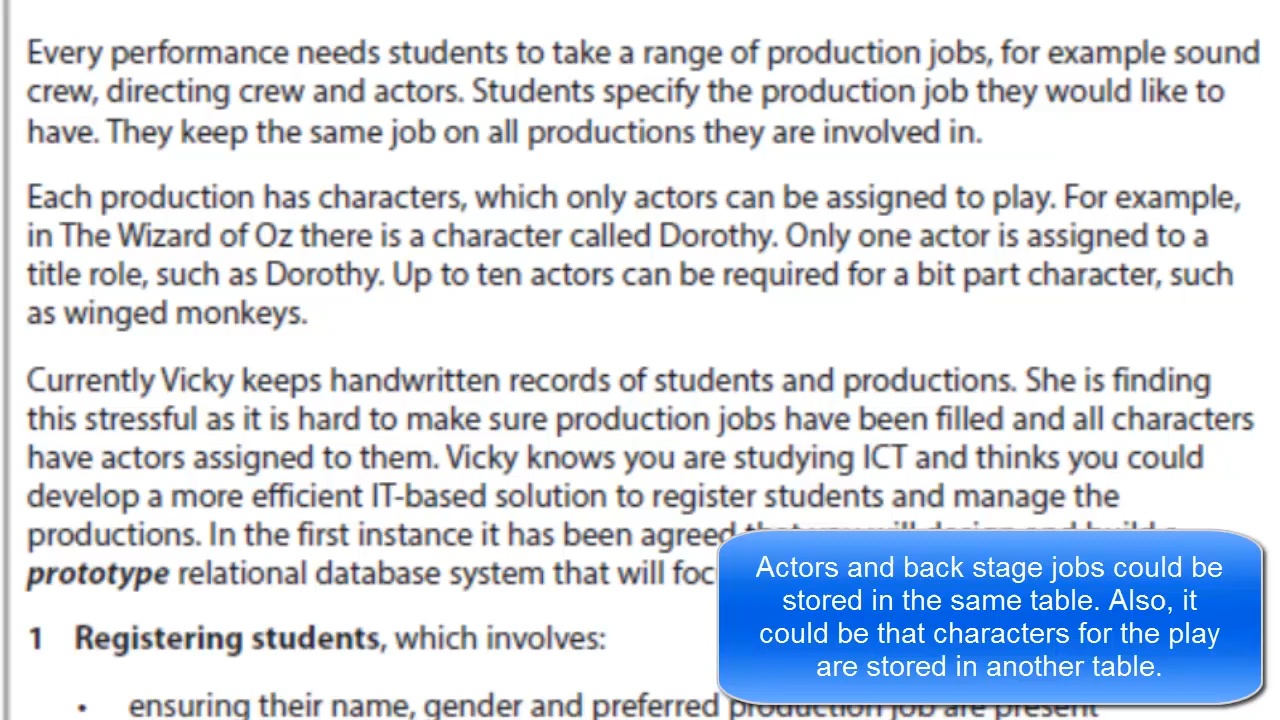 Every performance needs students to take a range of production jobs, for example sound
crew, directing crew and actors. Students specify the production job they would like to
have. They keep the same job on all productions they are involved in.
Each production has characters, which only actors can be assigned to play. For example,
in The Wizard of Oz there is a character called Dorothy. Only one actor is assigned to a
title role, such as Dorothy. Up to ten actors can be required for a bit part character, such
as winged monkeys.
Currently Vicky keeps handwritten records of students and productions. She is finding
this stressful as it is hard to make sure production jobs have been filled and all characters
have actors assigned to them. Vicky knows you are studying ICT and thinks you could
develop a more efficient IT-based solution to register students and manage the
productions. In the first instance it has been agreed that you will design and build a
prototype relational database system that will
Actors and back stage jobs could be
stored in the same table. Also, it
could be that characters for the play
are stored in another table.
1 Registering students, which involves:
• ensuring their name, gender and preferred production job are present